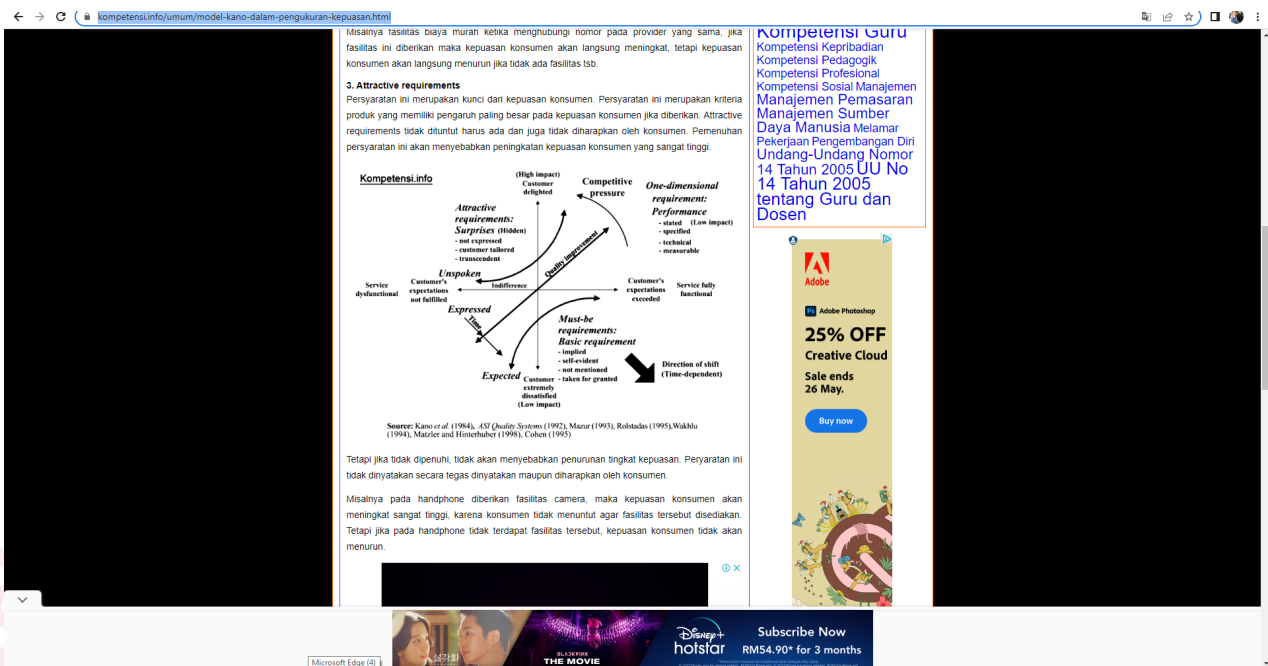 kompetensi.info/umum/model-kano-dalam-pengukuran-kepuasan.html
Misalnya fasilitas biaya murah ketika menghubungi nomor pada provider yang sama, jika
fasilitas ini diberikan maka kepuasan konsumen akan langsung meningkat, tetapi kepuasan
konsumen akan langsung menurun jika tidak ada fasilitas tsb.
3. Attractive requirements
Persyaratan ini merupakan kunci dari kepuasan konsumen. Persyaratan ini merupakan kriteria
produk yang memiliki pengaruh paling besar pada kepuasan konsumen jika diberikan. Attractive
requirements tidak dituntut harus ada dan juga tidak diharapkan oleh konsumen. Pemenuhan
persyaratan ini akan menyebabkan peningkatan kepuasan konsumen yang sangat tinggi.
Kompetensi.info
(High impact)
Customer
delighted
Competitive
pressure
One-dimensional
requirement:
Performance
- stated (Low impact)
- specified
- technical
- measurable
Attractive
requirements:
Surprises (Hidden)
- not expressed
- customer tailored
- transcendent
Quality improvement
Unspoken
Service
dysfunctional
Customer's
expectations
not fulfilled
Indifference
Customer's
expectations
exceeded
Service fully
functional
Expressed
Time
Must-be
requirements:
Basic requirement
- implied
- self-evident
- not mentioned
- taken for granted
Direction of shift
(Time-dependent)
Expected
Customer
extremely
dissatisfied
(Low impact)
Source: Kano et al. (1984), ASI Quality Systems (1992), Mazur (1993), Rolstadas (1995),Wakhlu
(1994), Matzler and Hinterhuber (1998), Cohen (1995)
Tetapi jika tidak dipenuhi, tidak akan menyebabkan penurunan tingkat kepuasan. Peryaratan ini
tidak dinyatakan secara tegas dinyatakan maupun diharapkan oleh konsumen.
Misalnya pada handphone diberikan fasilitas camera, maka kepuasan konsumen akan
meningkat sangat tinggi, karena konsumen tidak menuntut agar fasilitas tersebut disediakan.
Tetapi jika pada handphone tidak terdapat fasilitas tersebut, kepuasan konsumen tidak akan
menurun.
Kompetensi Guru
Kompetensi Kepribadian
Kompetensi Pedagogik
Kompetensi Profesional
Kompetensi Sosial Manajemen
Manajemen Pemasaran
Manajemen Sumber
Daya Manusia Melamar
Pekerjaan Pengembangan Diri
Undang-Undang Nomor
14 Tahun 2005 UU No
14 Tahun 2005
tentang Guru dan
Dosen
Adobe
Ps Adobe Photoshop
25% OFF
Creative Cloud
Sale ends
26 May.
Buy now
설강화
BLACKPINK
THE MOVIE
Disney+
hotstar
Subscribe Now
RM54.90* for 3 months
Microsoft Edge (4)